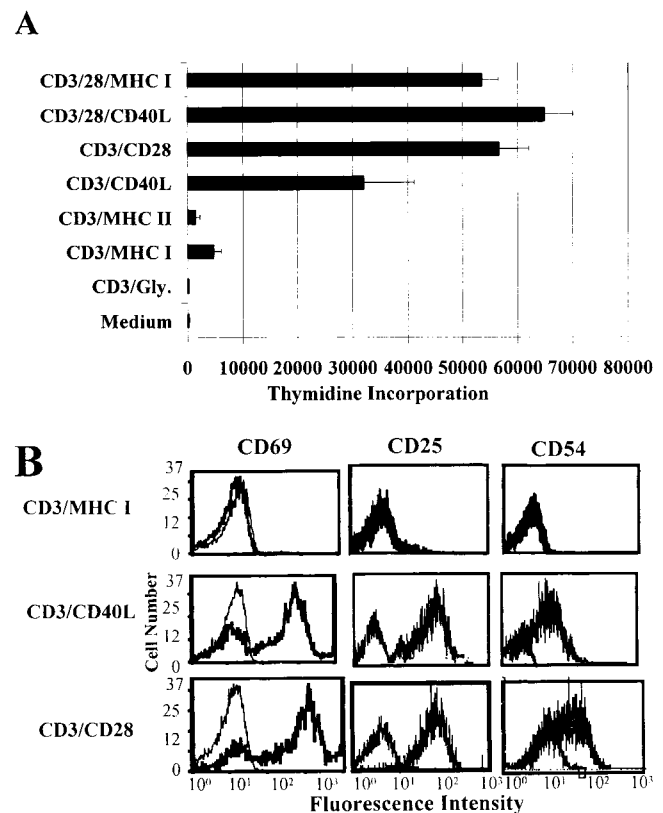 A
CD3/28/MHC I
CD3/28/CD40L
CD3/CD28
CD3/CD40L
CD3/MHC II
CD3/MHC I
CD3/Gly.
Medium
0 10000 20000 30000 40000 50000 60000 70000 80000
Thymidine Incorporation
B
CD69 CD25 CD54
CD3/MHC I
37
25
12
0
CD3/CD40L
37
25
12
0
CD3/CD28
37
25
12
0
Cell Number
10⁰ 10¹ 10² 10³ 10⁰ 10¹ 10² 10³ 10⁰ 10¹ 10² 10³
Fluorescence Intensity